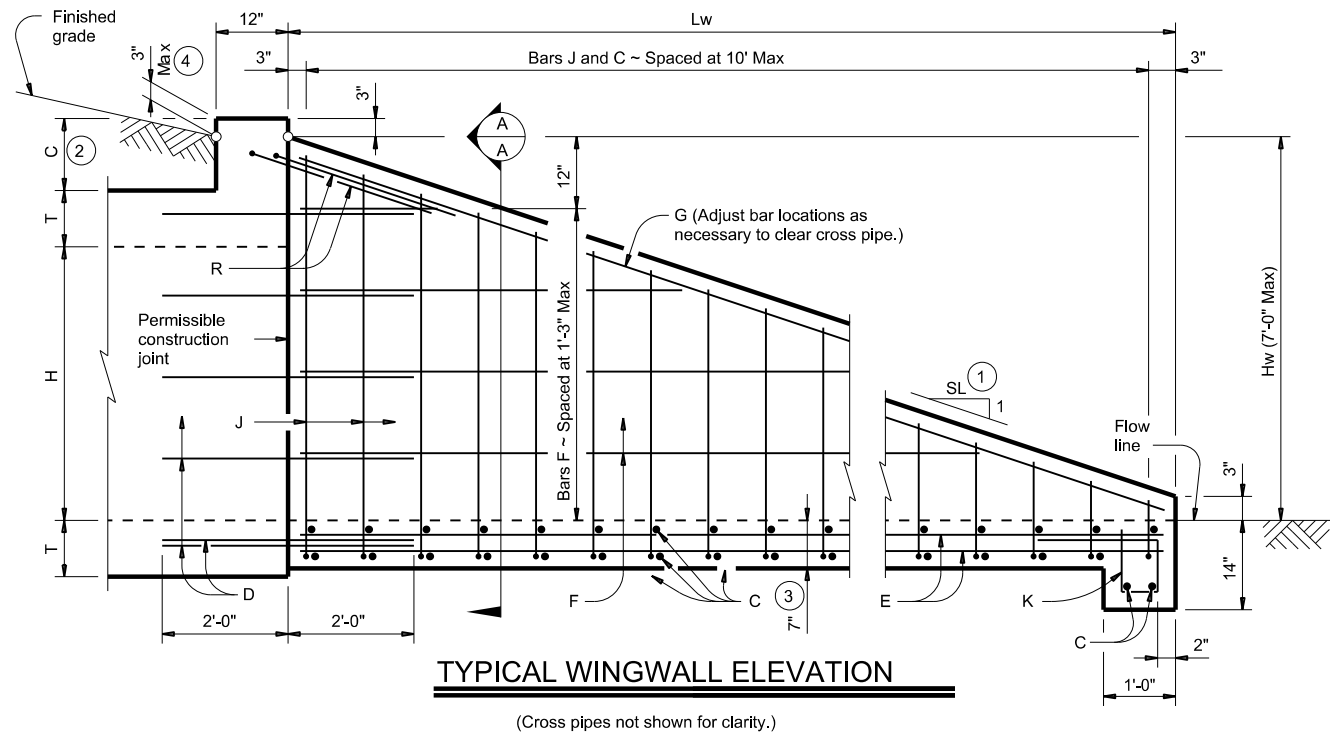 Finished
grade
12"
Lw
3"
Max
4
3"
Bars J and C ~ Spaced at 10' Max
3"
3"
C
2
A
A
12"
T
G (Adjust bar locations as
necessary to clear cross pipe.)
R
Permissible
construction
joint
H
Bars F ~ Spaced at 1'-3" Max
Hw (7'-0" Max)
SL
1
1
J
Flow
line
3"
T
14"
D
F
C
3
7"
E
K
C
2'-0"
2'-0"
2"
1'-0"
TYPICAL WINGWALL ELEVATION
(Cross pipes not shown for clarity.)